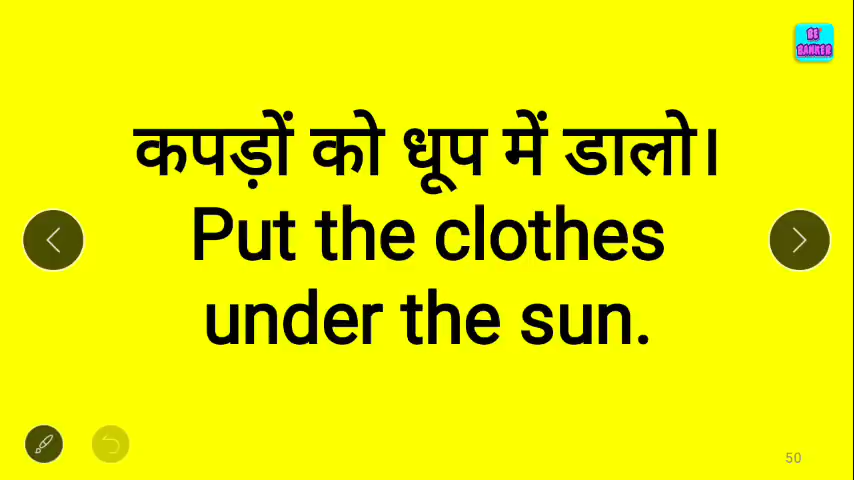 BE
BANKER
कपड़ों को धूप में डालो।
Put the clothes
under the sun.
50